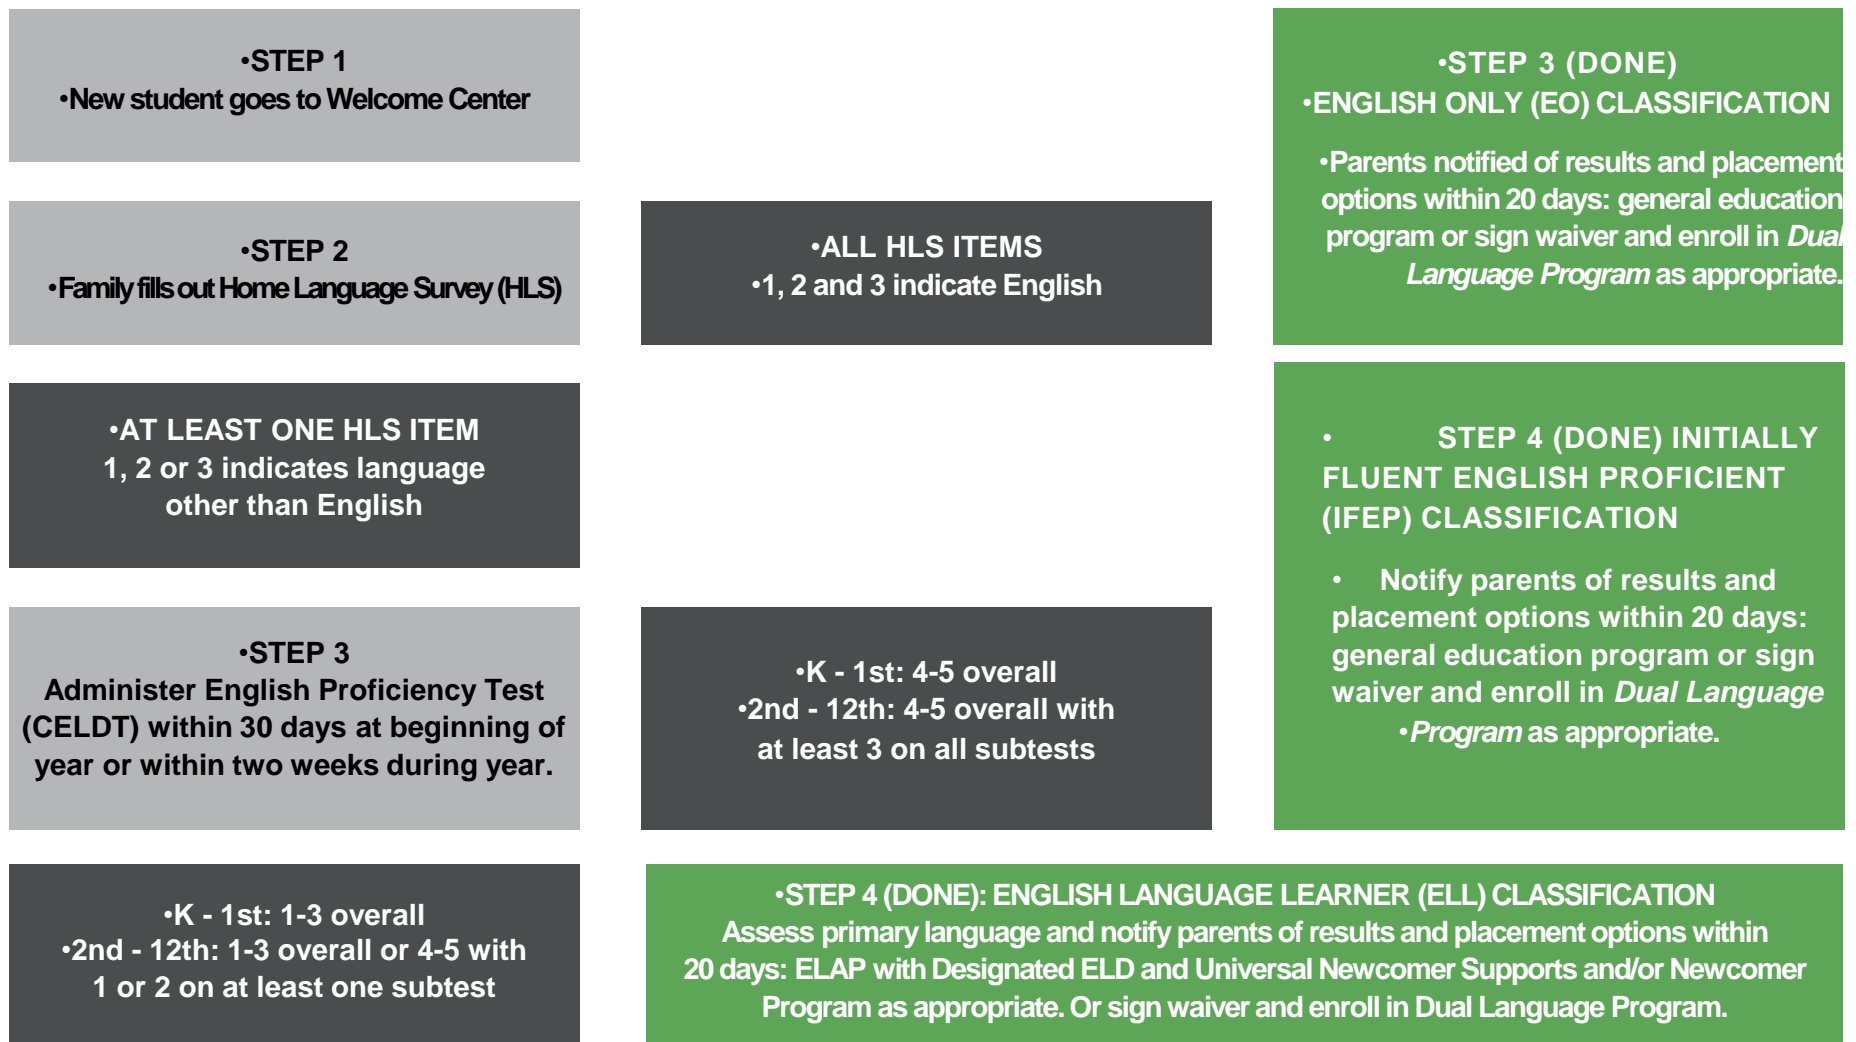 •STEP 1
•New student goes to Welcome Center
•STEP 3 (DONE)
•ENGLISH ONLY (EO) CLASSIFICATION
•Parents notified of results and placement
options within 20 days: general education
program or sign waiver and enroll in Dual
Language Program as appropriate.
•STEP 2
•Family fills out Home Language Survey (HLS)
•ALL HLS ITEMS
•1, 2 and 3 indicate English
•AT LEAST ONE HLS ITEM
1, 2 or 3 indicates language
other than English
• STEP 4 (DONE) INITIALLY
FLUENT ENGLISH PROFICIENT
(IFEP) CLASSIFICATION
• Notify parents of results and
placement options within 20 days:
general education program or sign
waiver and enroll in Dual Language
•Program as appropriate.
•STEP 3
Administer English Proficiency Test
(CELDT) within 30 days at beginning of
year or within two weeks during year.
•K - 1st: 4-5 overall
•2nd - 12th: 4-5 overall with
at least 3 on all subtests
•K - 1st: 1-3 overall
•2nd - 12th: 1-3 overall or 4-5 with
1 or 2 on at least one subtest
•STEP 4 (DONE): ENGLISH LANGUAGE LEARNER (ELL) CLASSIFICATION
Assess primary language and notify parents of results and placement options within
20 days: ELAP with Designated ELD and Universal Newcomer Supports and/or Newcomer
Program as appropriate. Or sign waiver and enroll in Dual Language Program.